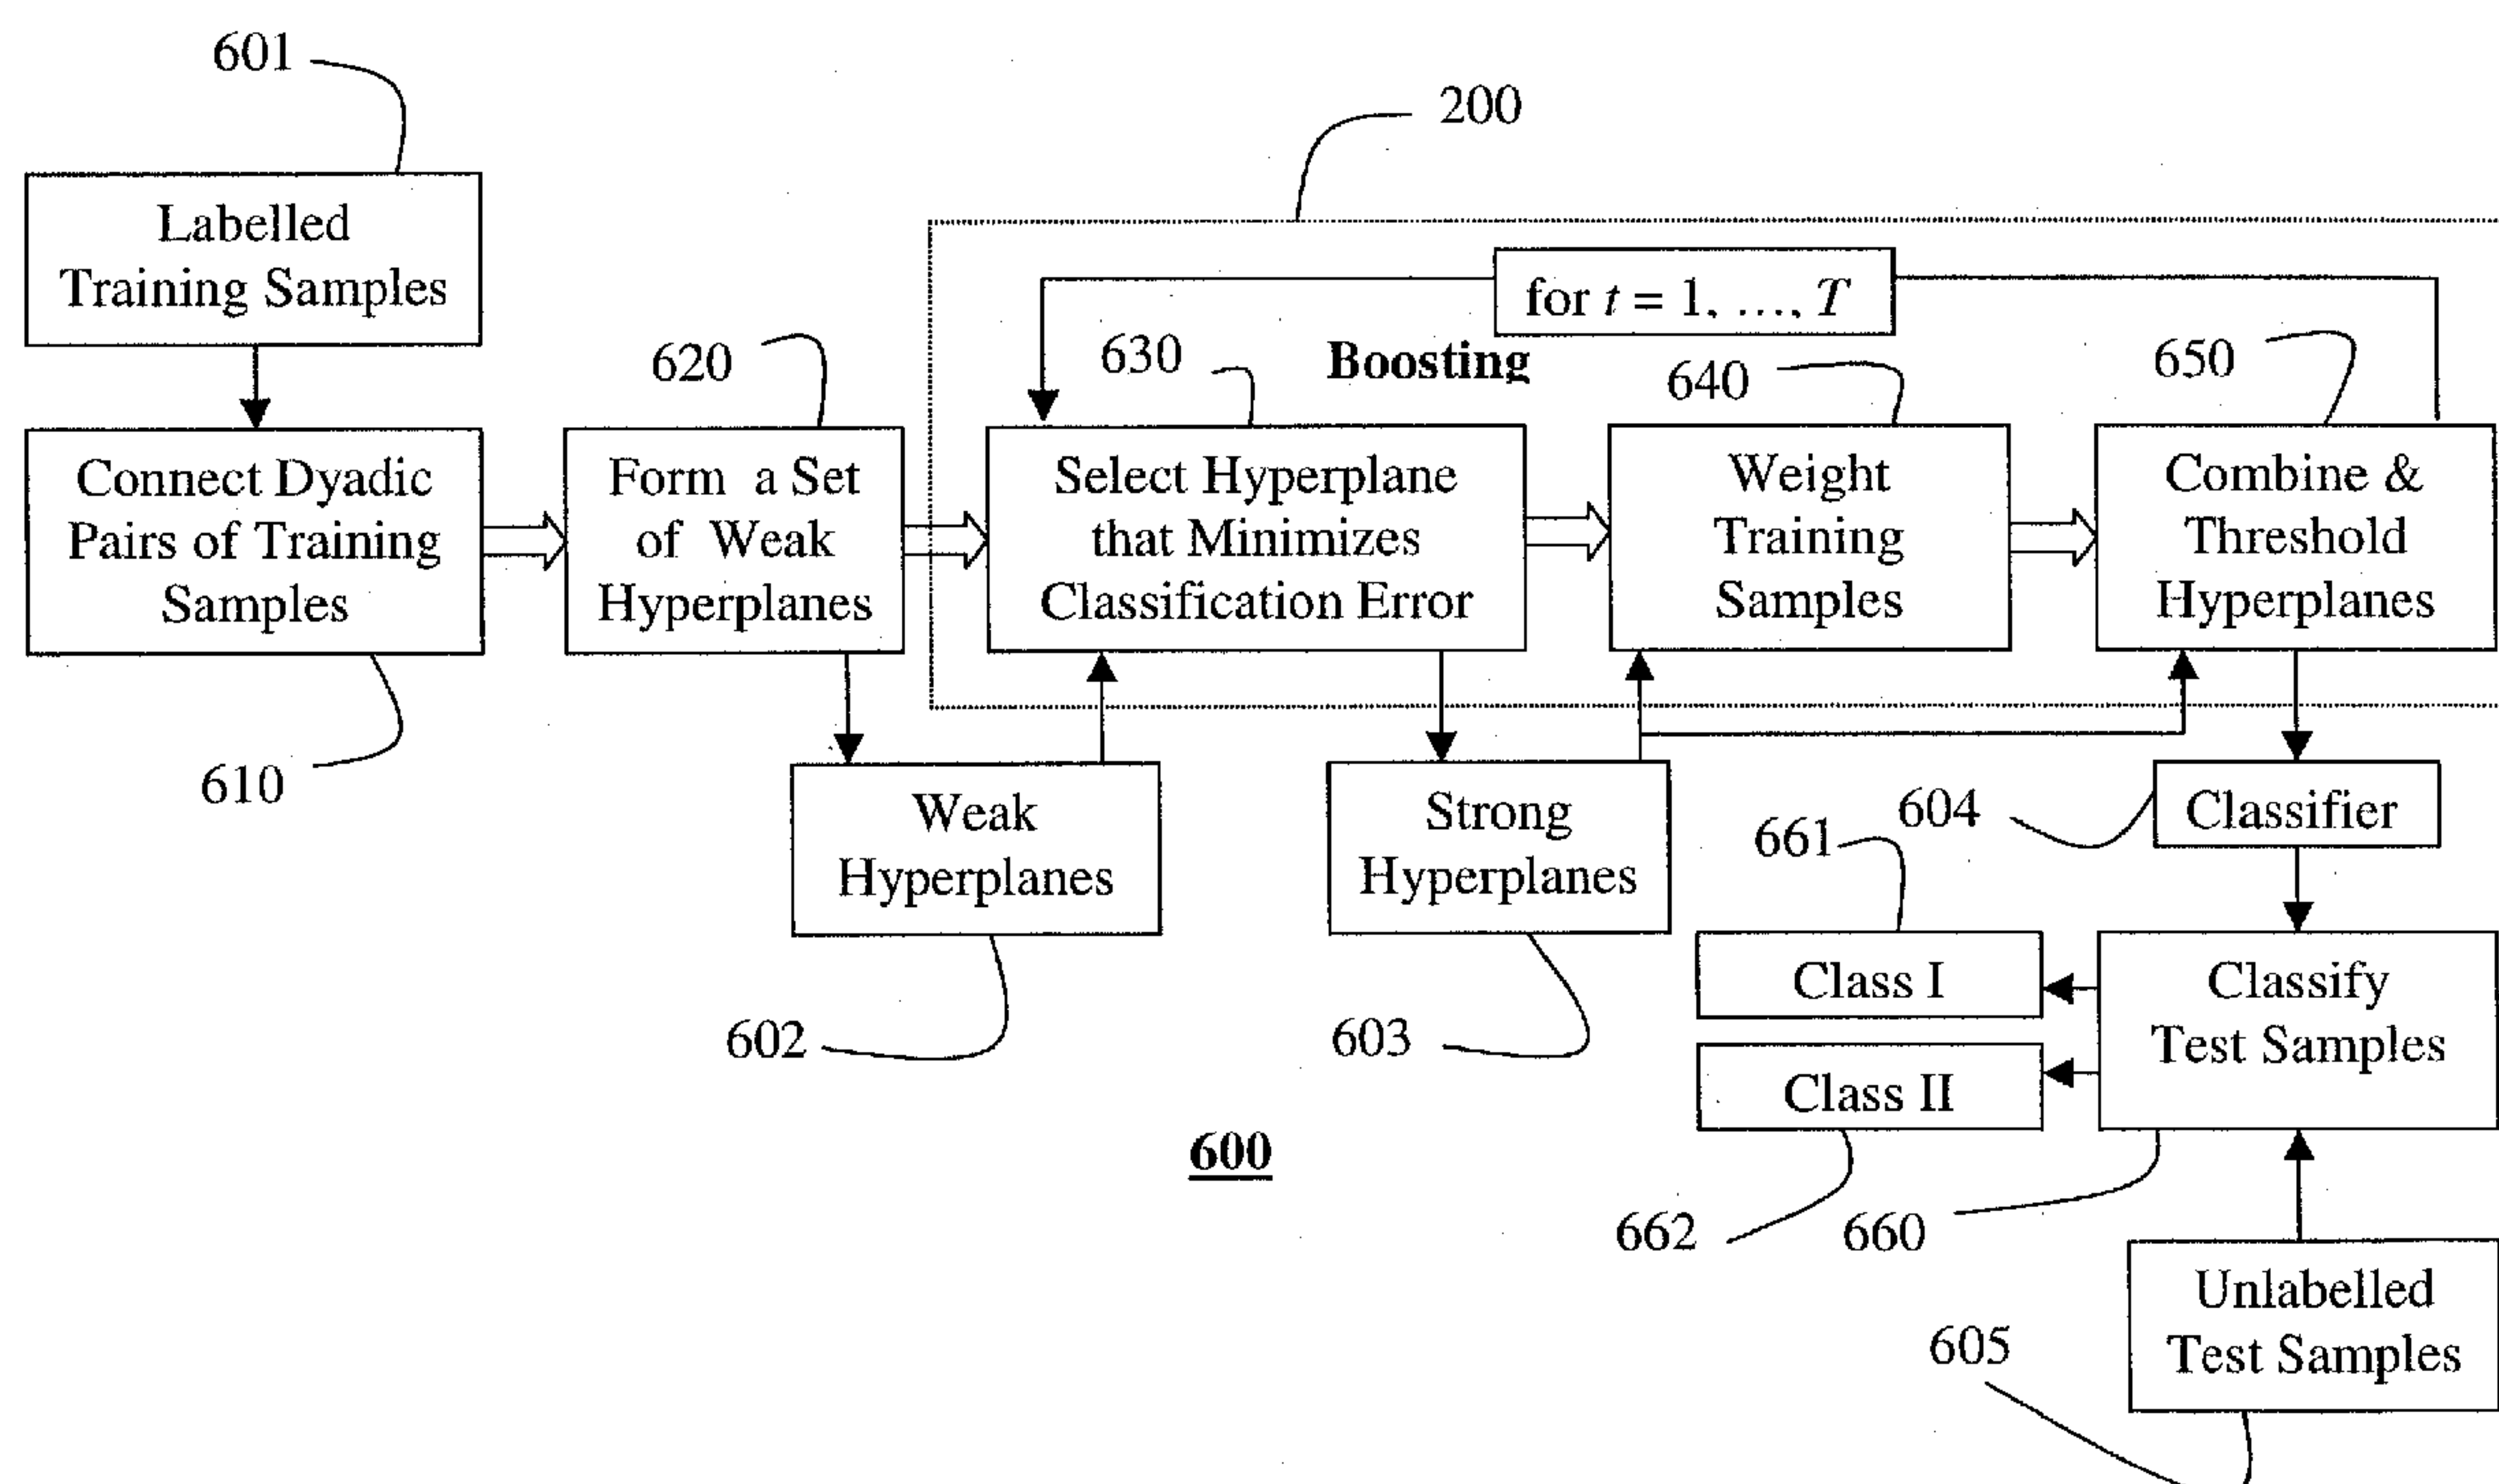 601
200
Labelled
Training Samples
for t = 1, ..., T
620
630
Boosting
640
650
Connect Dyadic
Pairs of Training
Samples
Form a Set
of Weak
Hyperplanes
Select Hyperplane
that Minimizes
Classification Error
Weight
Training
Samples
Combine &
Threshold
Hyperplanes
610
Weak
Hyperplanes
Strong
Hyperplanes
604
Classifier
661
602
603
Class I
Class II
Classify
Test Samples
600
662
660
605
Unlabelled
Test Samples